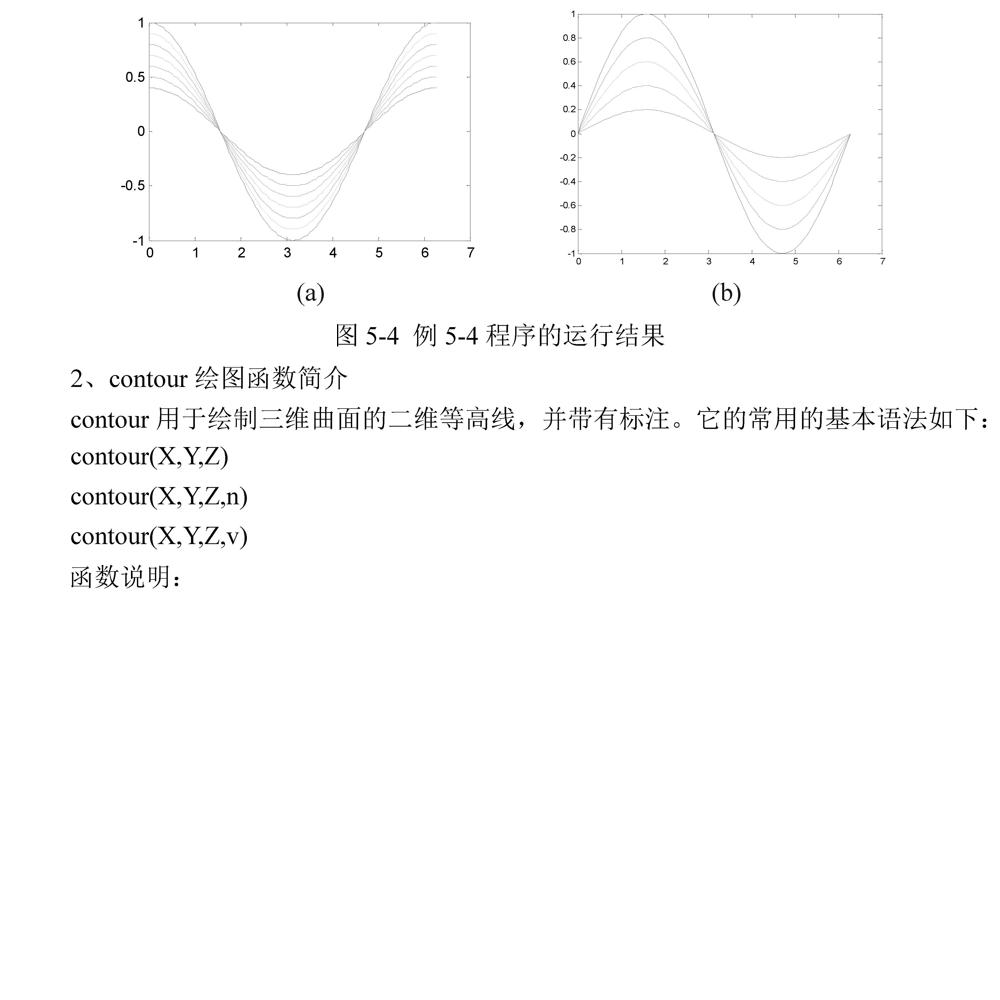 1
0.5
0
-0.5
-1
0 1 2 3 4 5 6 7
1
0.8
0.6
0.4
0.2
0
-0.2
-0.4
-0.6
-0.8
-1
0 1 2 3 4 5 6 7
(a) (b)
图 5-4 例 5-4 程序的运行结果
2、contour 绘图函数简介
contour 用于绘制三维曲面的二维等高线，并带有标注。它的常用的基本语法如下：
contour(X,Y,Z)
contour(X,Y,Z,n)
contour(X,Y,Z,v)
函数说明：